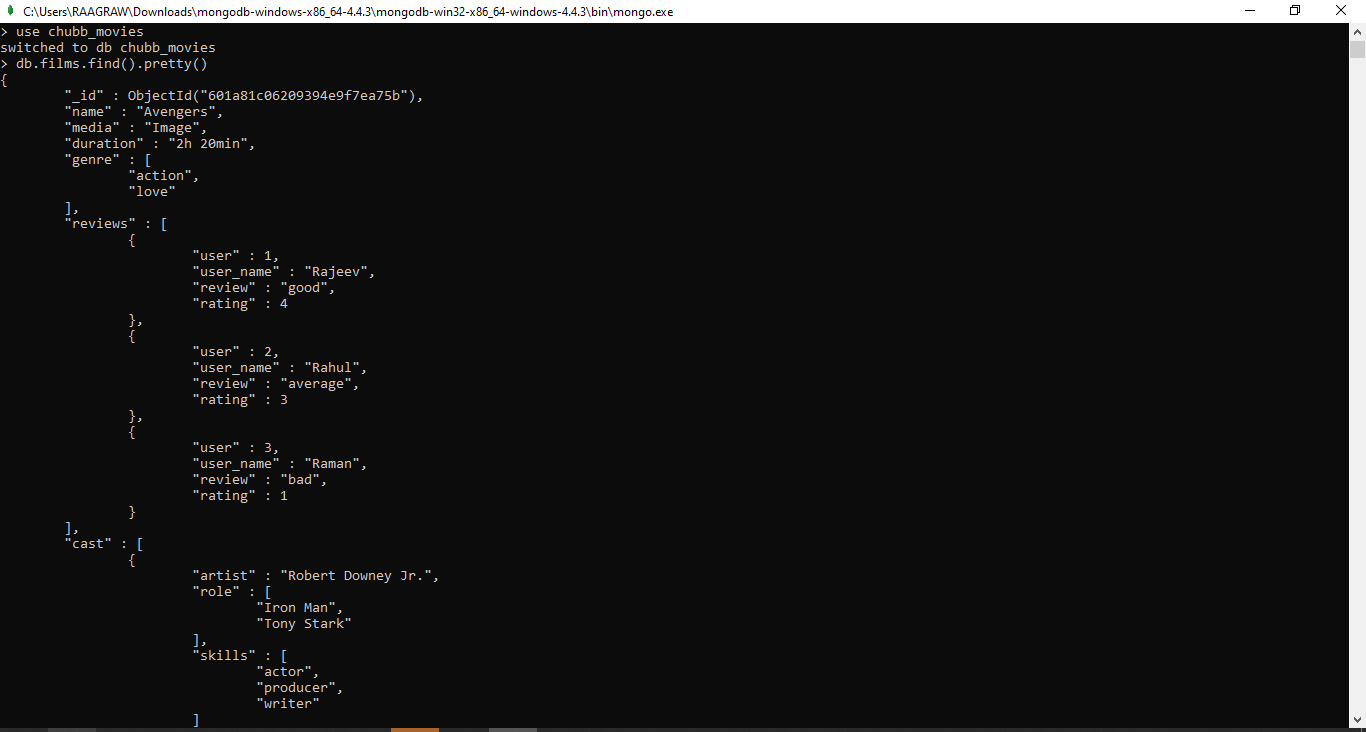 C:\Users\RAAGRAW\Downloads\mongodb-windows-x86_64-4.4.3\mongodb-win32-x86_64-windows-4.4.3\bin\mongo.exe
> use chubb_movies
switched to db chubb_movies
> db.films.find().pretty()
{
        "_id" : ObjectId("601a81c06209394e9f7ea75b"),
        "name" : "Avengers",
        "media" : "Image",
        "duration" : "2h 20min",
        "genre" : [
                "action",
                "love"
        ],
        "reviews" : [
                {
                        "user" : 1,
                        "user_name" : "Rajeev",
                        "review" : "good",
                        "rating" : 4
                },
                {
                        "user" : 2,
                        "user_name" : "Rahul",
                        "review" : "average",
                        "rating" : 3
                },
                {
                        "user" : 3,
                        "user_name" : "Raman",
                        "review" : "bad",
                        "rating" : 1
                }
        ],
        "cast" : [
                {
                        "artist" : "Robert Downey Jr.",
                        "role" : [
                                "Iron Man",
                                "Tony Stark"
                        ],
                        "skills" : [
                                "actor",
                                "producer",
                                "writer"
                        ]